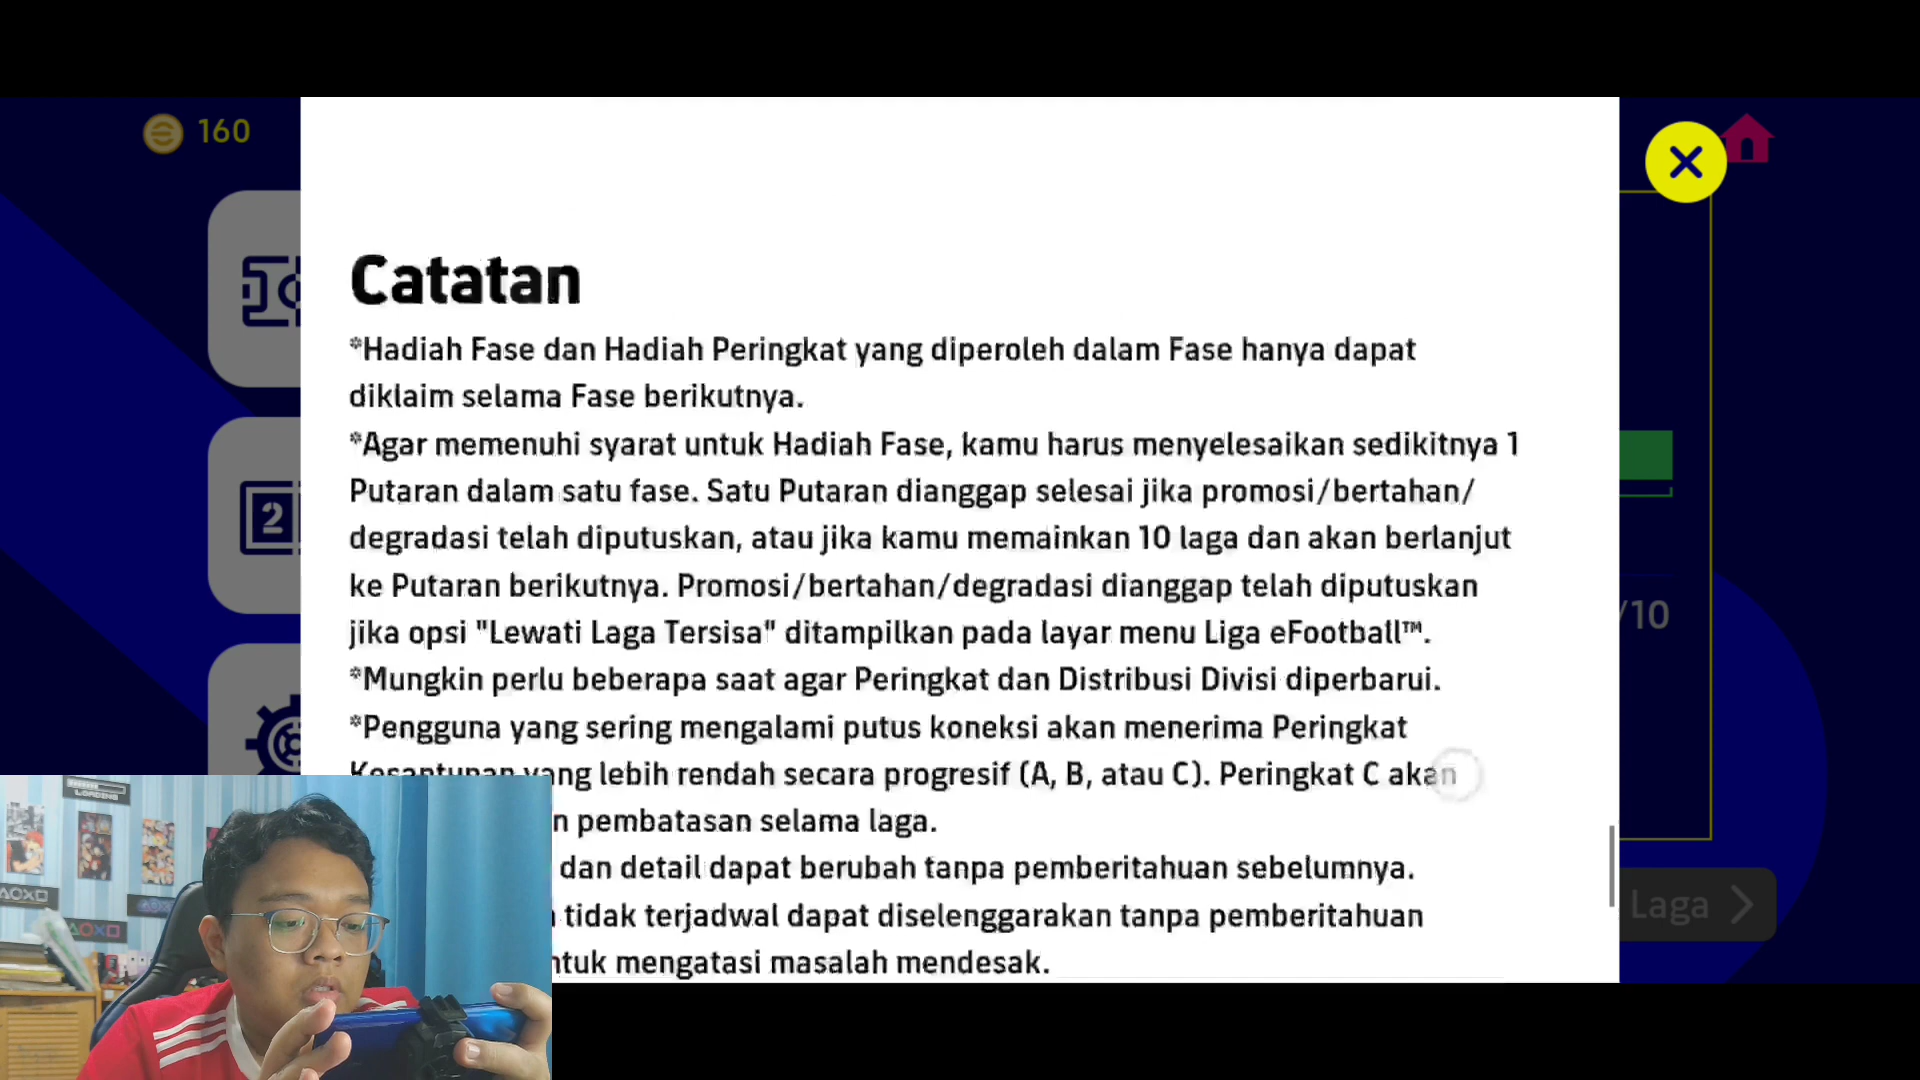 160
Catatan
*Hadiah Fase dan Hadiah Peringkat yang diperoleh dalam Fase hanya dapat
diklaim selama Fase berikutnya.
*Agar memenuhi syarat untuk Hadiah Fase, kamu harus menyelesaikan sedikitnya 1
Putaran dalam satu fase. Satu Putaran dianggap selesai jika promosi/bertahan/
degradasi telah diputuskan, atau jika kamu memainkan 10 laga dan akan berlanjut
ke Putaran berikutnya. Promosi/bertahan/degradasi dianggap telah diputuskan
jika opsi "Lewati Laga Tersisa" ditampilkan pada layar menu Liga eFootball™.
*Mungkin perlu beberapa saat agar Peringkat dan Distribusi Divisi diperbarui.
*Pengguna yang sering mengalami putus koneksi akan menerima Peringkat
Kesantunan yang lebih rendah secara progresif (A, B, atau C). Peringkat C akan
pembatasan selama laga.
dan detail dapat berubah tanpa pemberitahuan sebelumnya.
tidak terjadwal dapat diselenggarakan tanpa pemberitahuan
mengatasi masalah mendesak.
2
/10
Laga
LOADING